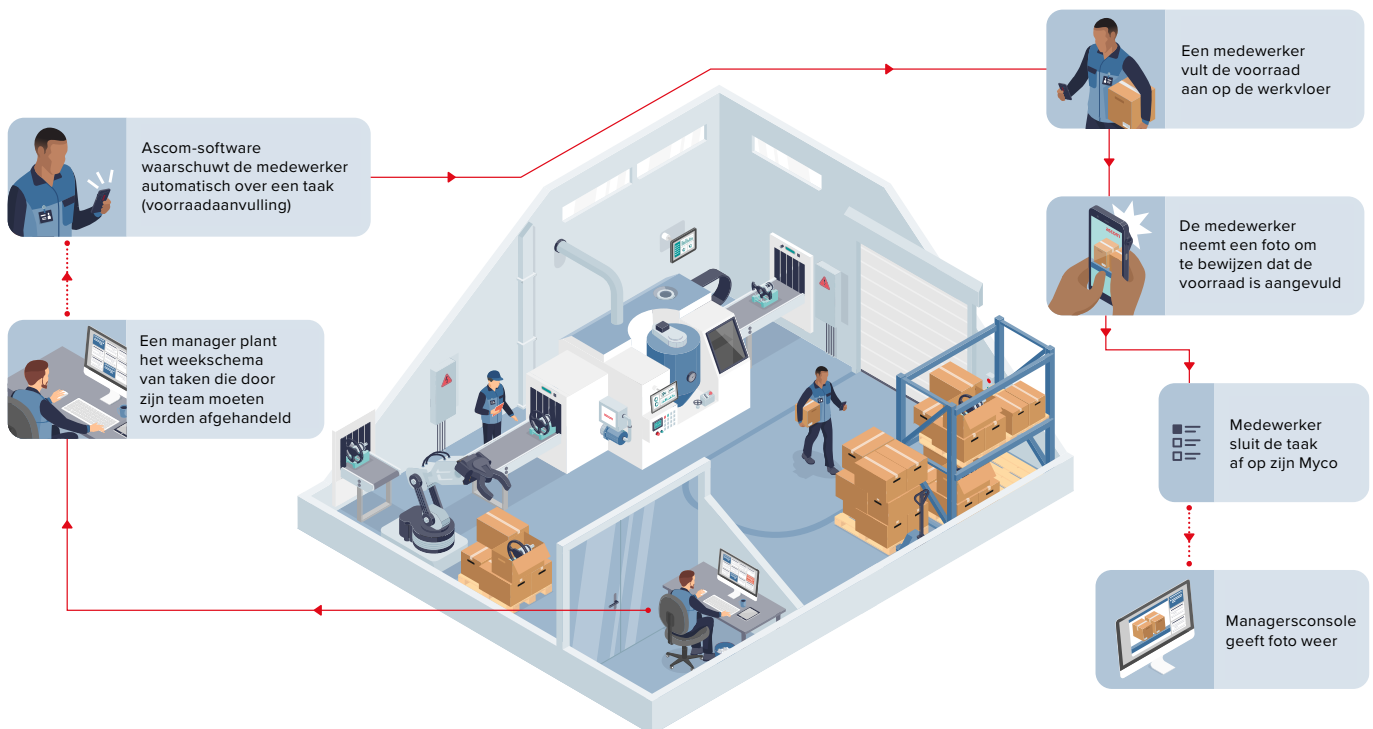 Een medewerker
vult de voorraad
aan op de werkvloer
Ascom-software
waarschuwt de medewerker
automatisch over een taak
(voorraadaanvulling)
De medewerker
neemt een foto om
te bewijzen dat de
voorraad is aangevuld
Een manager plant
het weekschema
van taken die door
zijn team moeten
worden afgehandeld
Medewerker
sluit de taak
af op zijn Myco
Managersconsole
geeft foto weer